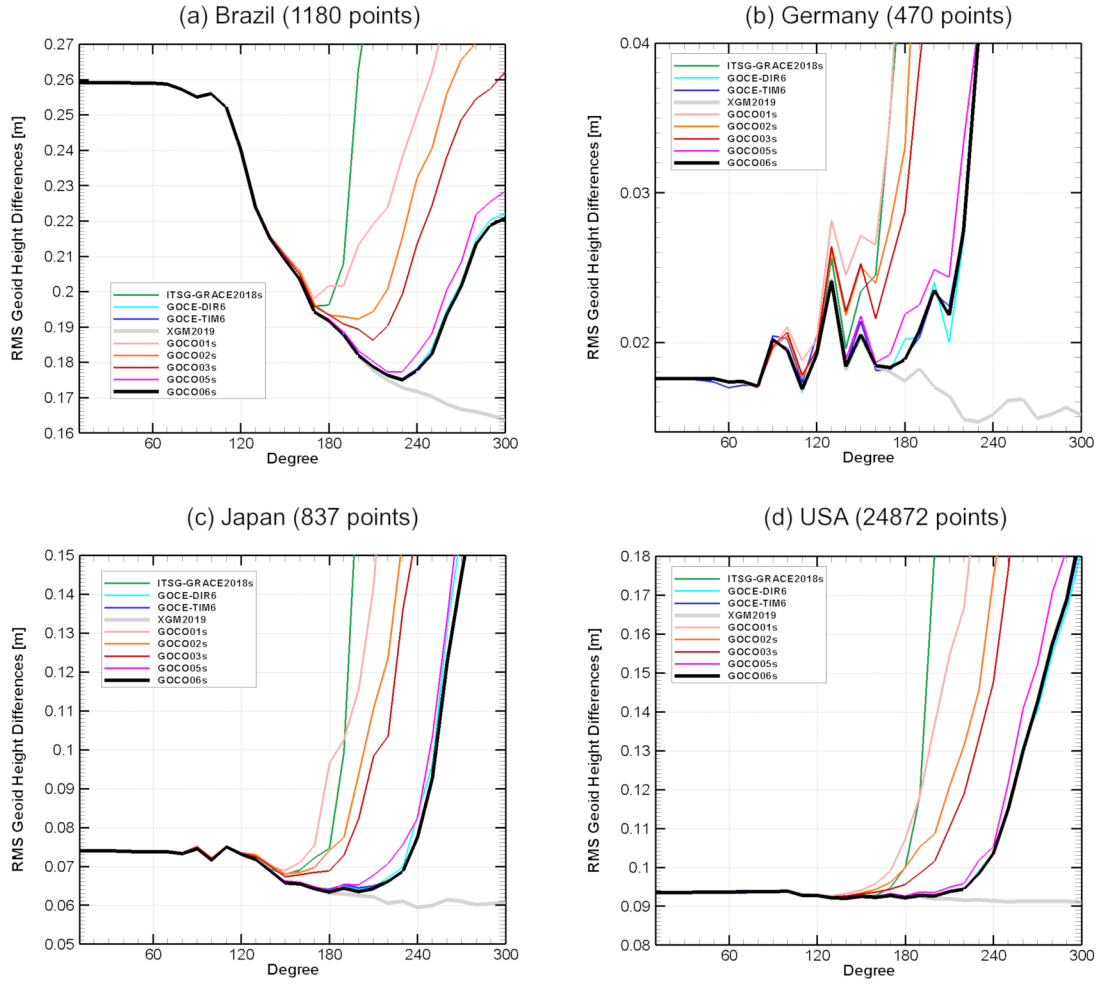 (a) Brazil (1180 points)
RMS Geoid Height Differences [m]
0.27
0.26
0.25
0.24
0.23
0.22
0.21
0.2
0.19
0.18
0.17
0.16
ITSG-GRACE2018s
GOCE-DIR6
GOCE-TIM6
XGM2019
GOCO01s
GOCO02s
GOCO03s
GOCO05s
GOCO06s
60 120 180 240 300
Degree
(b) Germany (470 points)
RMS Geoid Height Differences [m]
0.04
0.03
0.02
ITSG-GRACE2018s
GOCE-DIR6
GOCE-TIM6
XGM2019
GOCO01s
GOCO02s
GOCO03s
GOCO05s
GOCO06s
60 120 180 240 300
Degree
(c) Japan (837 points)
RMS Geoid Height Differences [m]
0.15
0.14
0.13
0.12
0.11
0.1
0.09
0.08
0.07
0.06
0.05
ITSG-GRACE2018s
GOCE-DIR6
GOCE-TIM6
XGM2019
GOCO01s
GOCO02s
GOCO03s
GOCO05s
GOCO06s
60 120 180 240 300
Degree
(d) USA (24872 points)
RMS Geoid Height Differences [m]
0.18
0.17
0.16
0.15
0.14
0.13
0.12
0.11
0.1
0.09
0.08
ITSG-GRACE2018s
GOCE-DIR6
GOCE-TIM6
XGM2019
GOCO01s
GOCO02s
GOCO03s
GOCO05s
GOCO06s
60 120 180 240 300
Degree